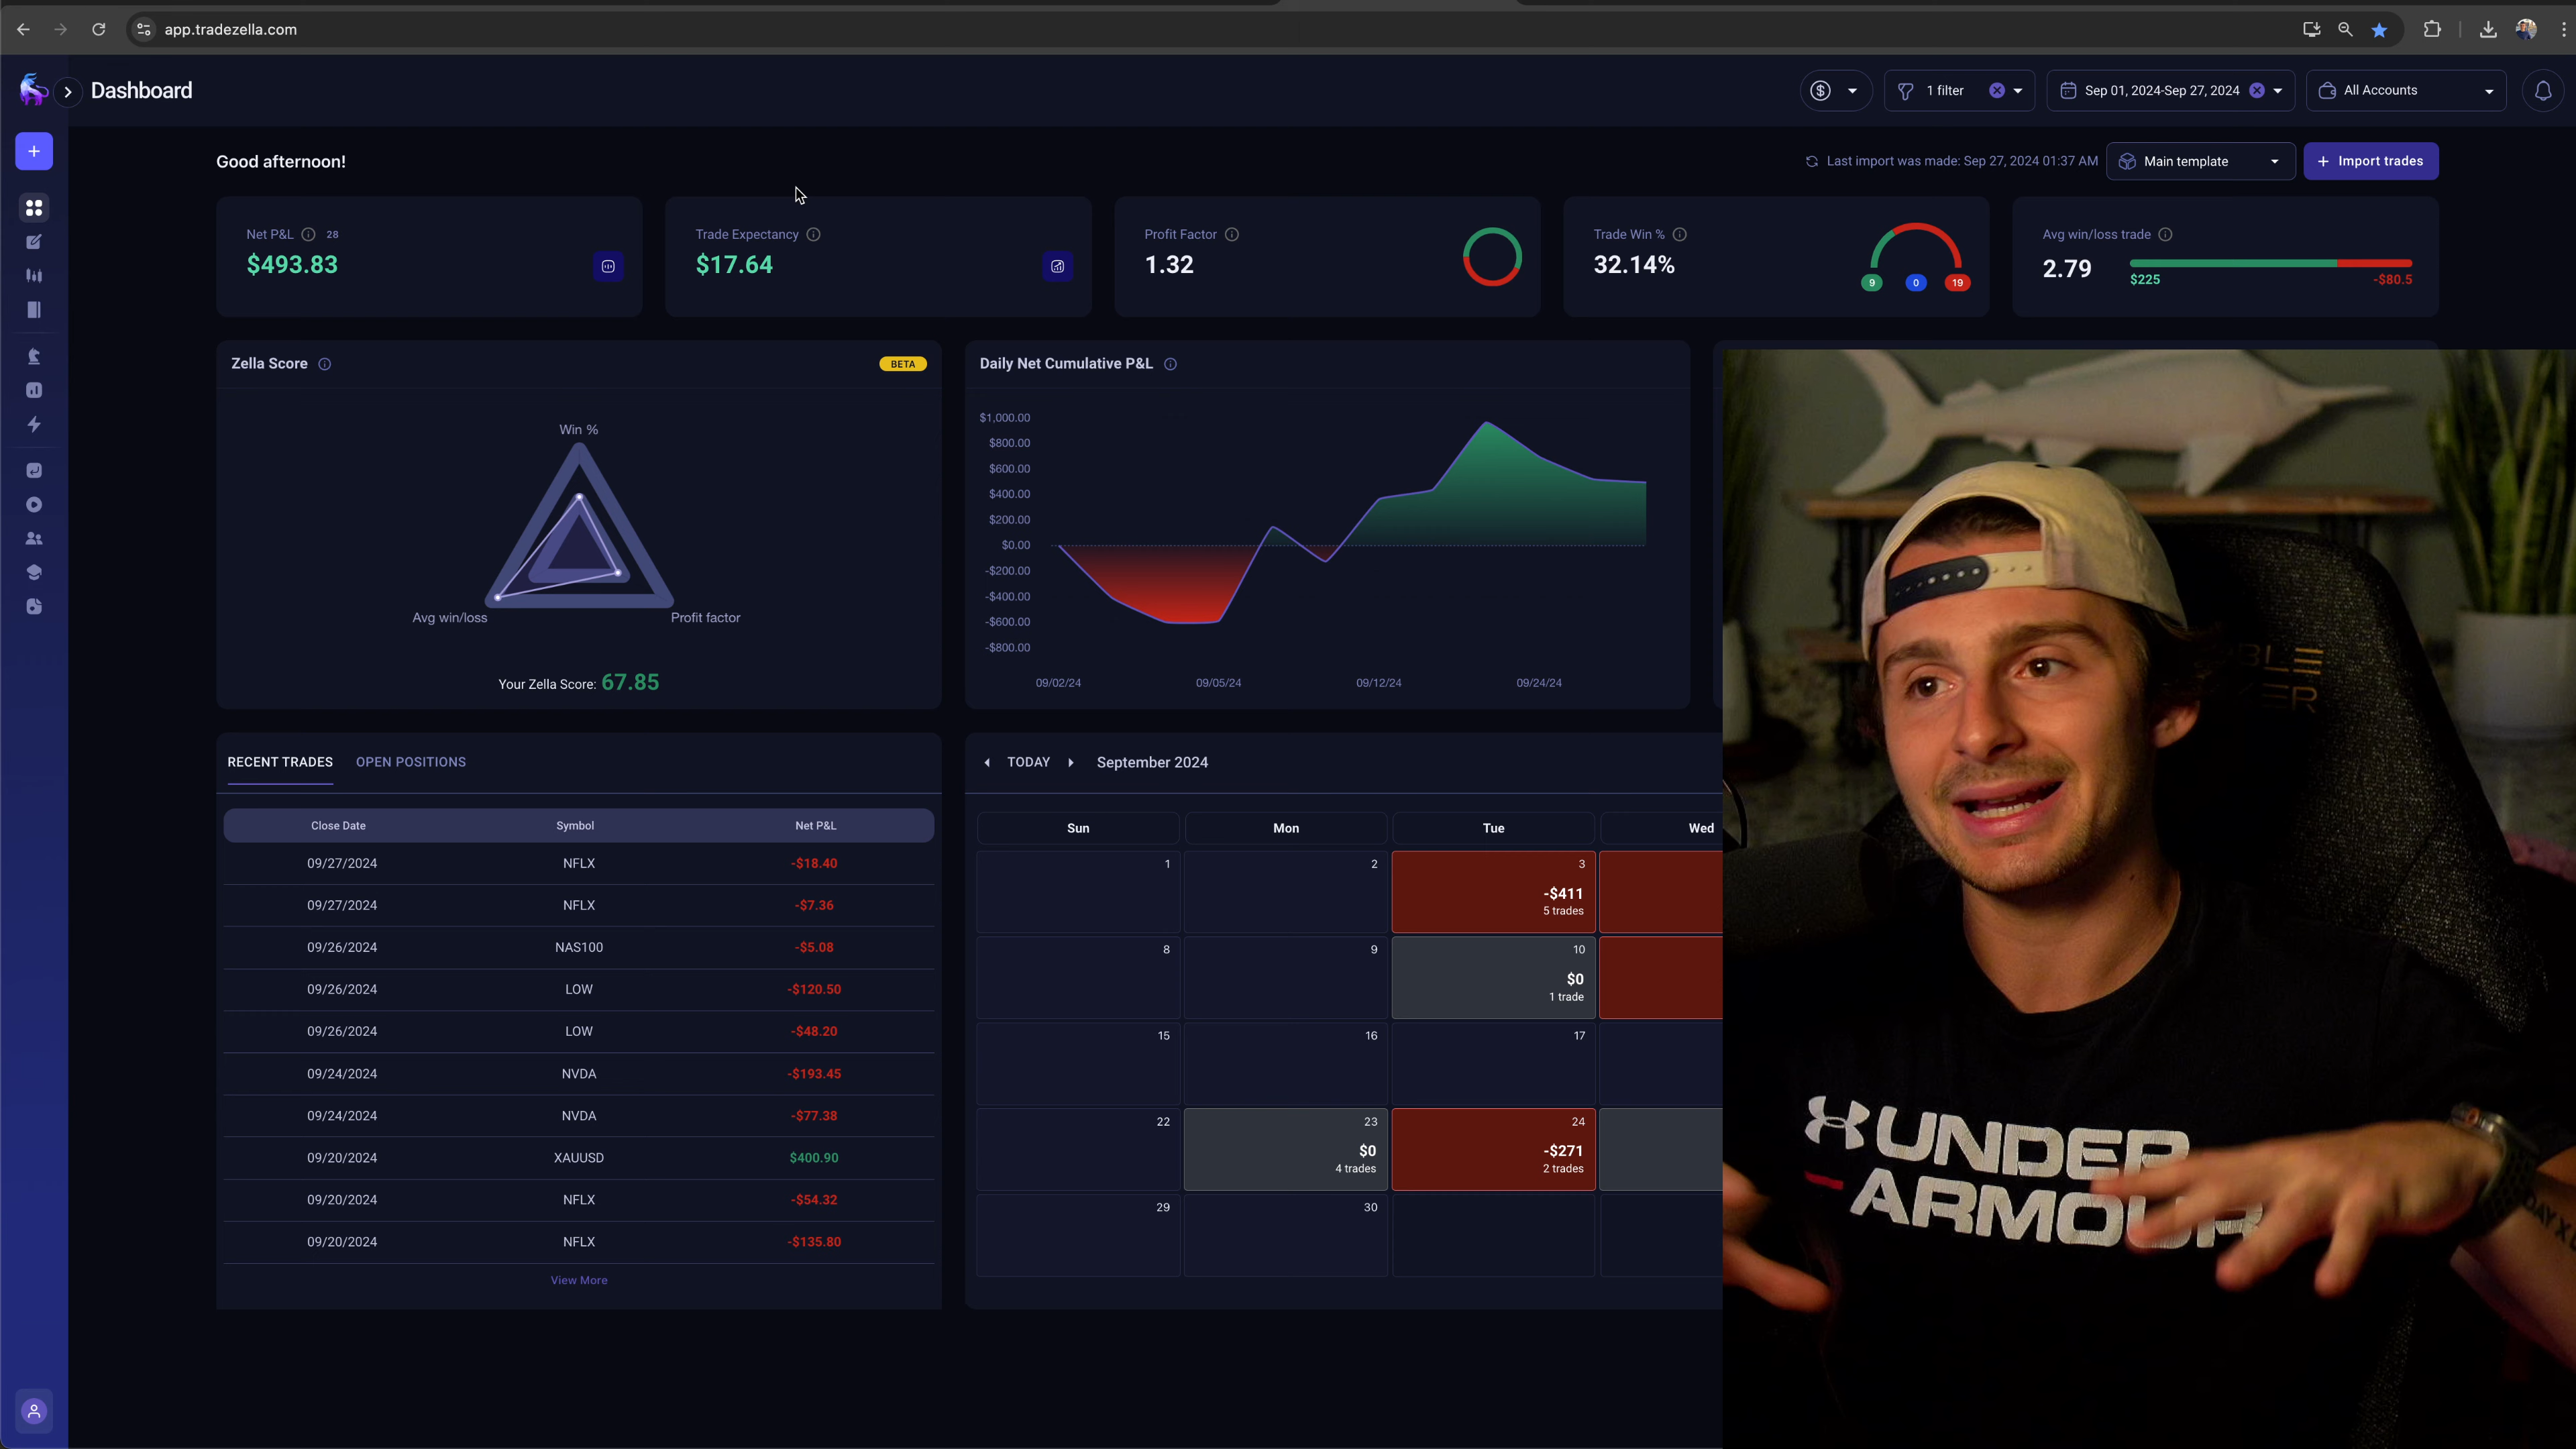 app.tradezella.com
Dashboard
1 filter
Sep 01, 2024-Sep 27, 2024
All Accounts
Good afternoon!
Last import was made: Sep 27, 2024 01:37 AM
Main template
+ Import trades
Net P&L 28
$493.83
Trade Expectancy
$17.64
Profit Factor
1.32
Trade Win %
32.14%
9 0 19
Avg win/loss trade
2.79
$225 -$80.5
Zella Score
BETA
Win %
Avg win/loss
Profit factor
Your Zella Score: 67.85
Daily Net Cumulative P&L
$1,000.00
$800.00
$600.00
$400.00
$200.00
$0.00
-$200.00
-$400.00
-$600.00
-$800.00
09/02/24 09/05/24 09/12/24 09/24/24
RECENT TRADES OPEN POSITIONS
Close Date Symbol Net P&L
09/27/2024 NFLX -$18.40
09/27/2024 NFLX -$7.36
09/26/2024 NAS100 -$5.08
09/26/2024 LOW -$120.50
09/26/2024 LOW -$48.20
09/24/2024 NVDA -$193.45
09/24/2024 NVDA -$77.38
09/20/2024 XAUUSD $400.90
09/20/2024 NFLX -$54.32
09/20/2024 NFLX -$135.80
View More
TODAY September 2024
Sun Mon Tue Wed
1 2 3
-$411
5 trades
8 9 10
$0
1 trade
15 16 17
22 23 24
$0 -$271
4 trades 2 trades
29 30
UNDER
ARMOUR